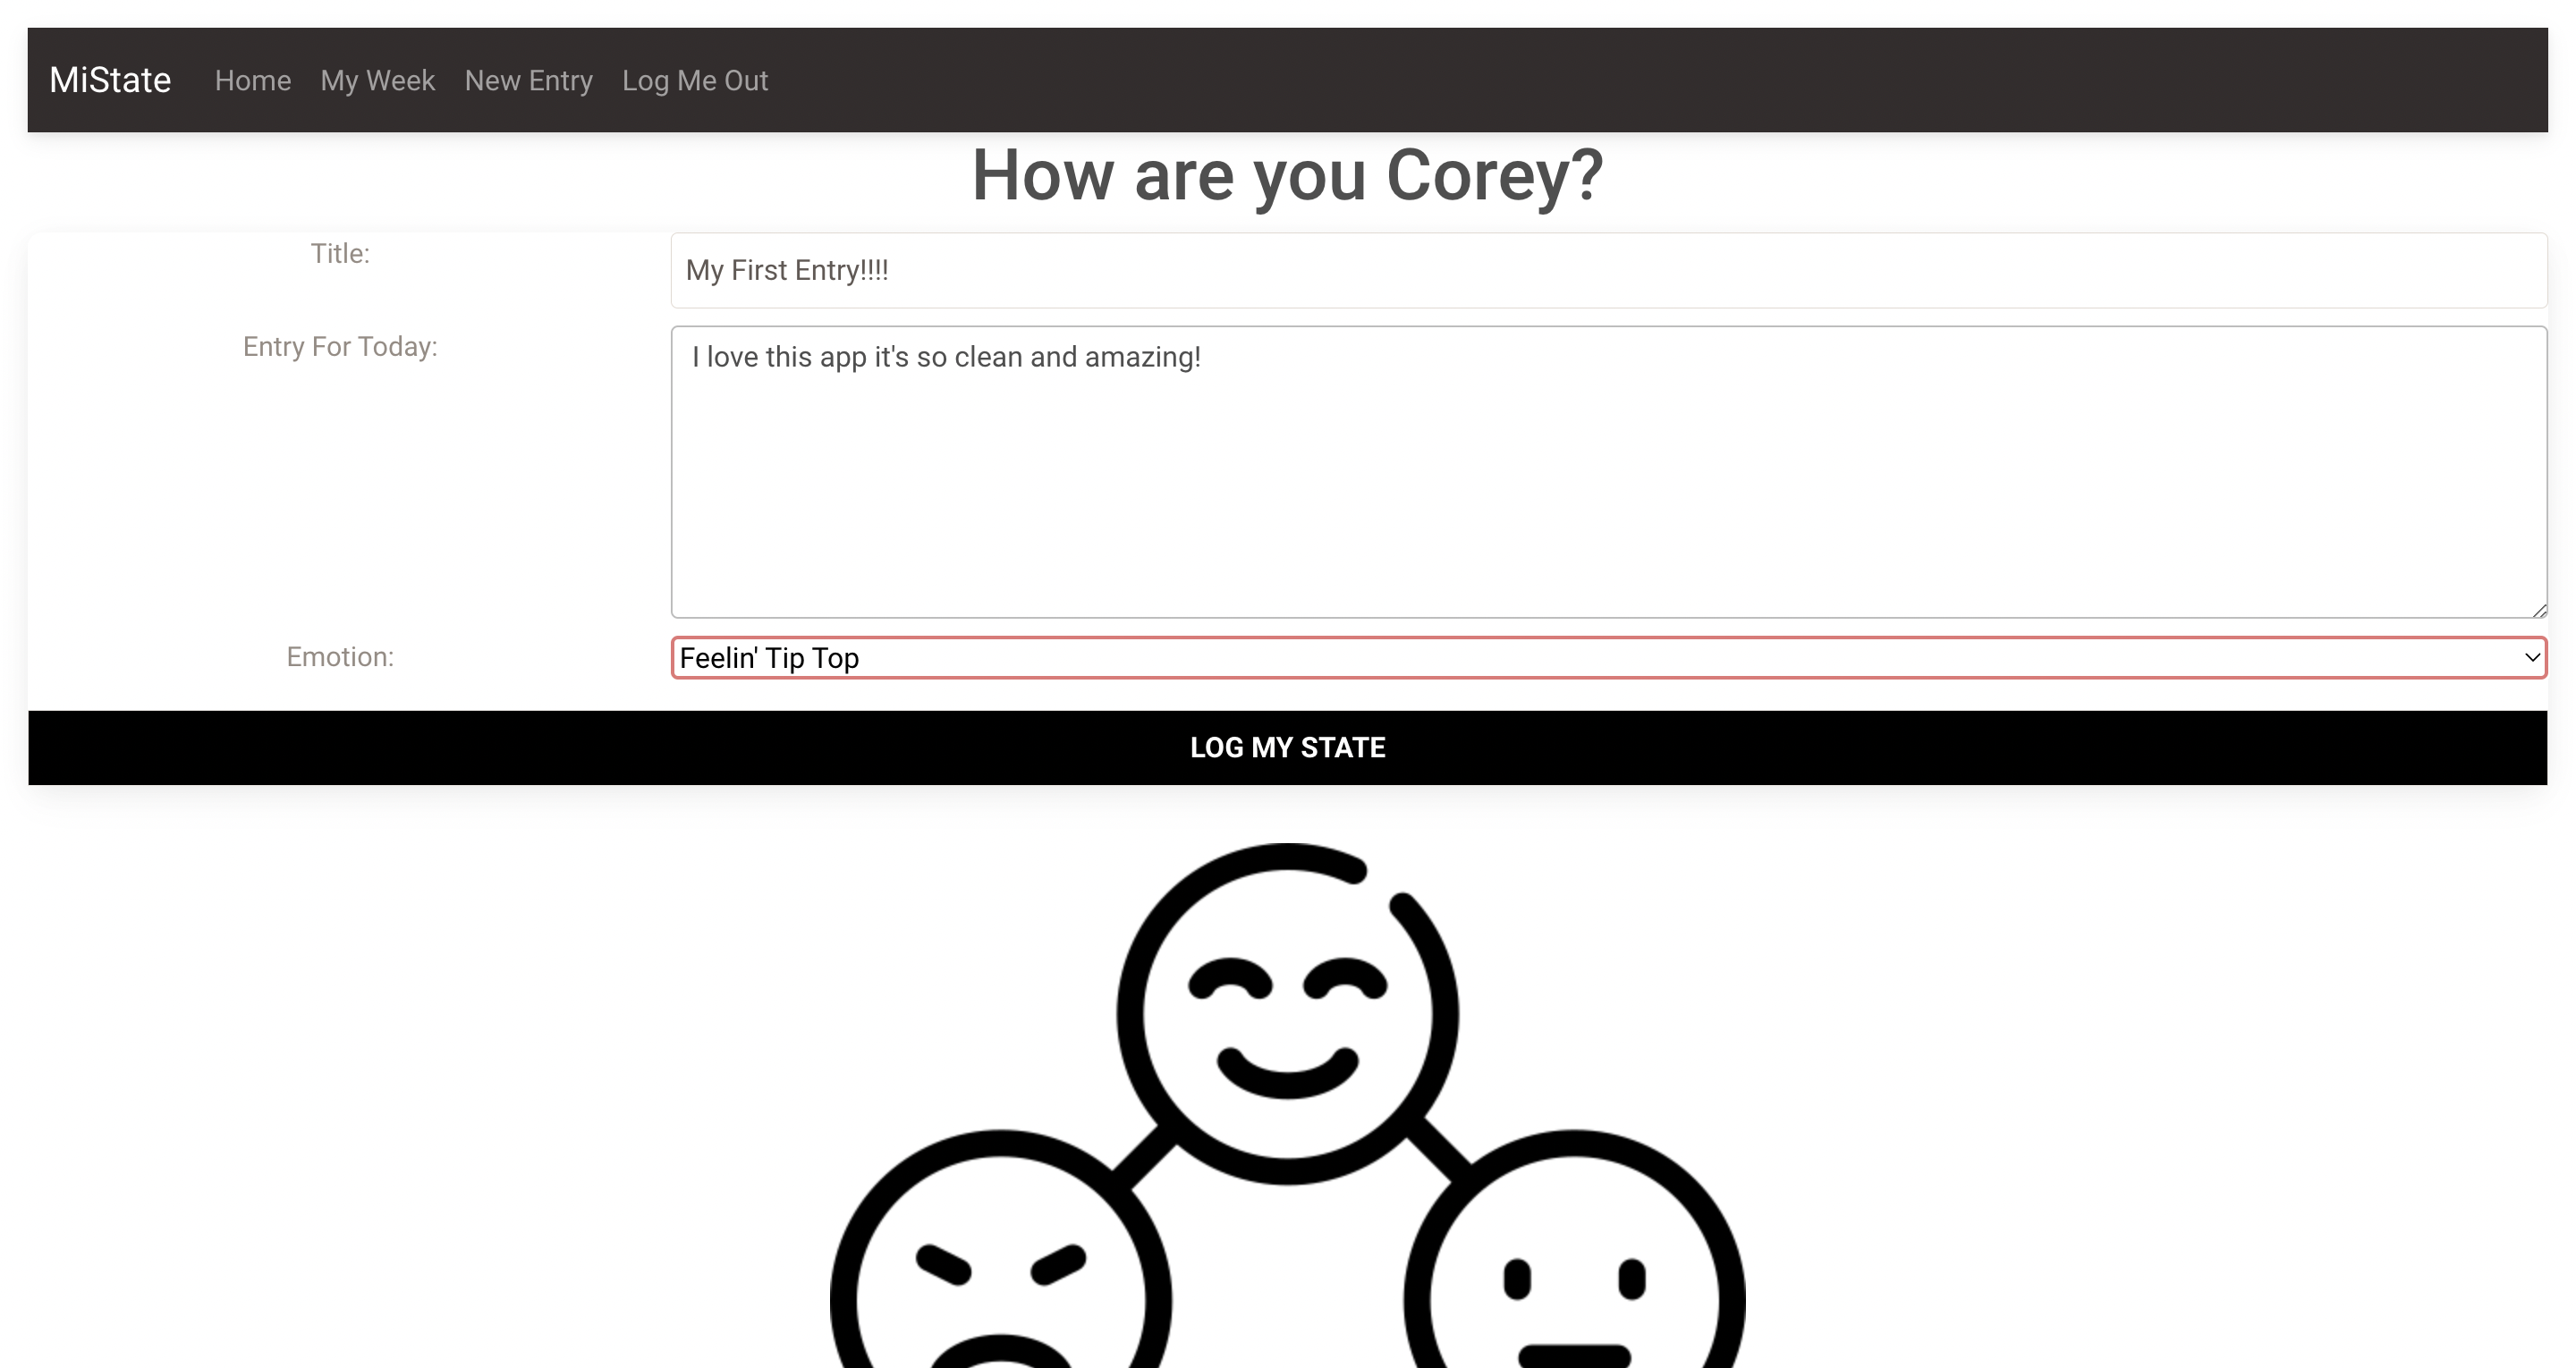 MiState Home My Week New Entry Log Me Out
How are you Corey?
Title: My First Entry!!!!
Entry For Today: I love this app it's so clean and amazing!
Emotion: Feelin' Tip Top
LOG MY STATE